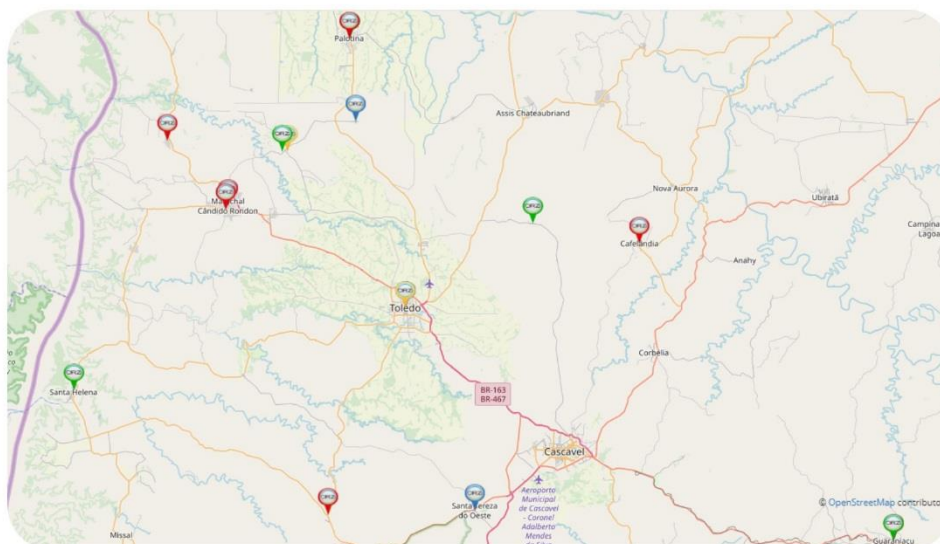 Palotina
Assis Chateaubriand
Nova Aurora
Ubiratã
Marechal
Cândido Rondon
Campina
Lagoa
Cafelândia
Anahy
Toledo
Corbélia
Santa Helena
BR-163
BR-467
Cascavel
Santa Tereza
do Oeste
Aeroporto
Municipal
de Cascavel
- Coronel
Adalberto
Mendes
© OpenStreetMap contributo
Missal
Guaraniaçu